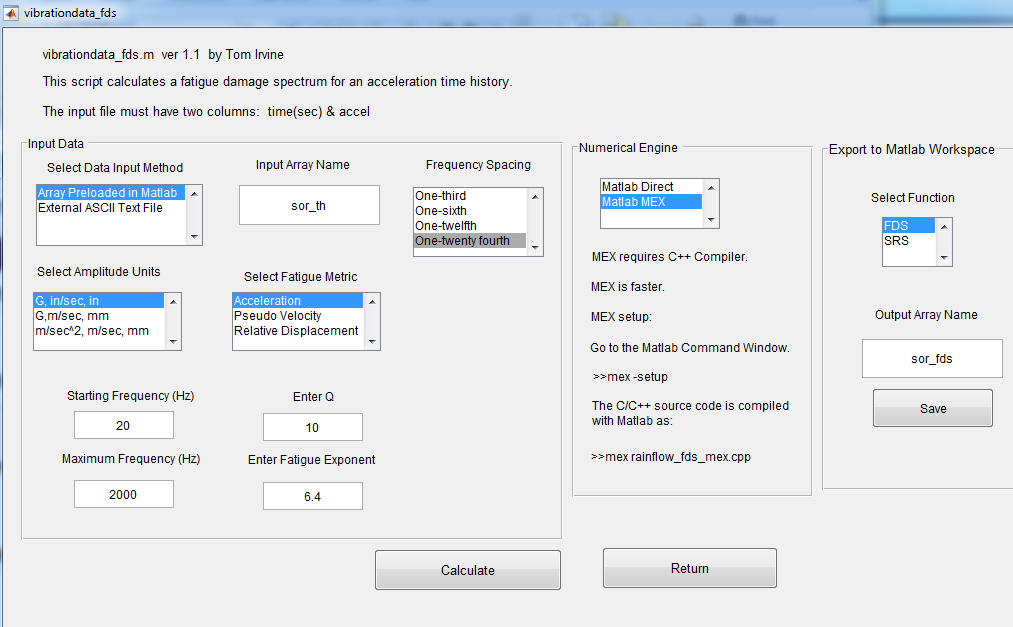 vibrationdata_fds
vibrationdata_fds.m ver 1.1 by Tom Irvine
This script calculates a fatigue damage spectrum for an acceleration time history.
The input file must have two columns: time(sec) & accel
Input Data
Select Data Input Method
Array Preloaded in Matlab
External ASCII Text File
Input Array Name
sor_th
Frequency Spacing
One-third
One-sixth
One-twelfth
One-twenty fourth
Select Amplitude Units
G, in/sec, in
G,m/sec, mm
m/sec^2, m/sec, mm
Select Fatigue Metric
Acceleration
Pseudo Velocity
Relative Displacement
Starting Frequency (Hz)
20
Enter Q
10
Maximum Frequency (Hz)
2000
Enter Fatigue Exponent
6.4
Numerical Engine
Matlab Direct
Matlab MEX
MEX requires C++ Compiler.
MEX is faster.
MEX setup:
Go to the Matlab Command Window.
>>mex -setup
The C/C++ source code is compiled
with Matlab as:
>>mex rainflow_fds_mex.cpp
Export to Matlab Workspace
Select Function
FDS
SRS
Output Array Name
sor_fds
Save
Calculate
Return